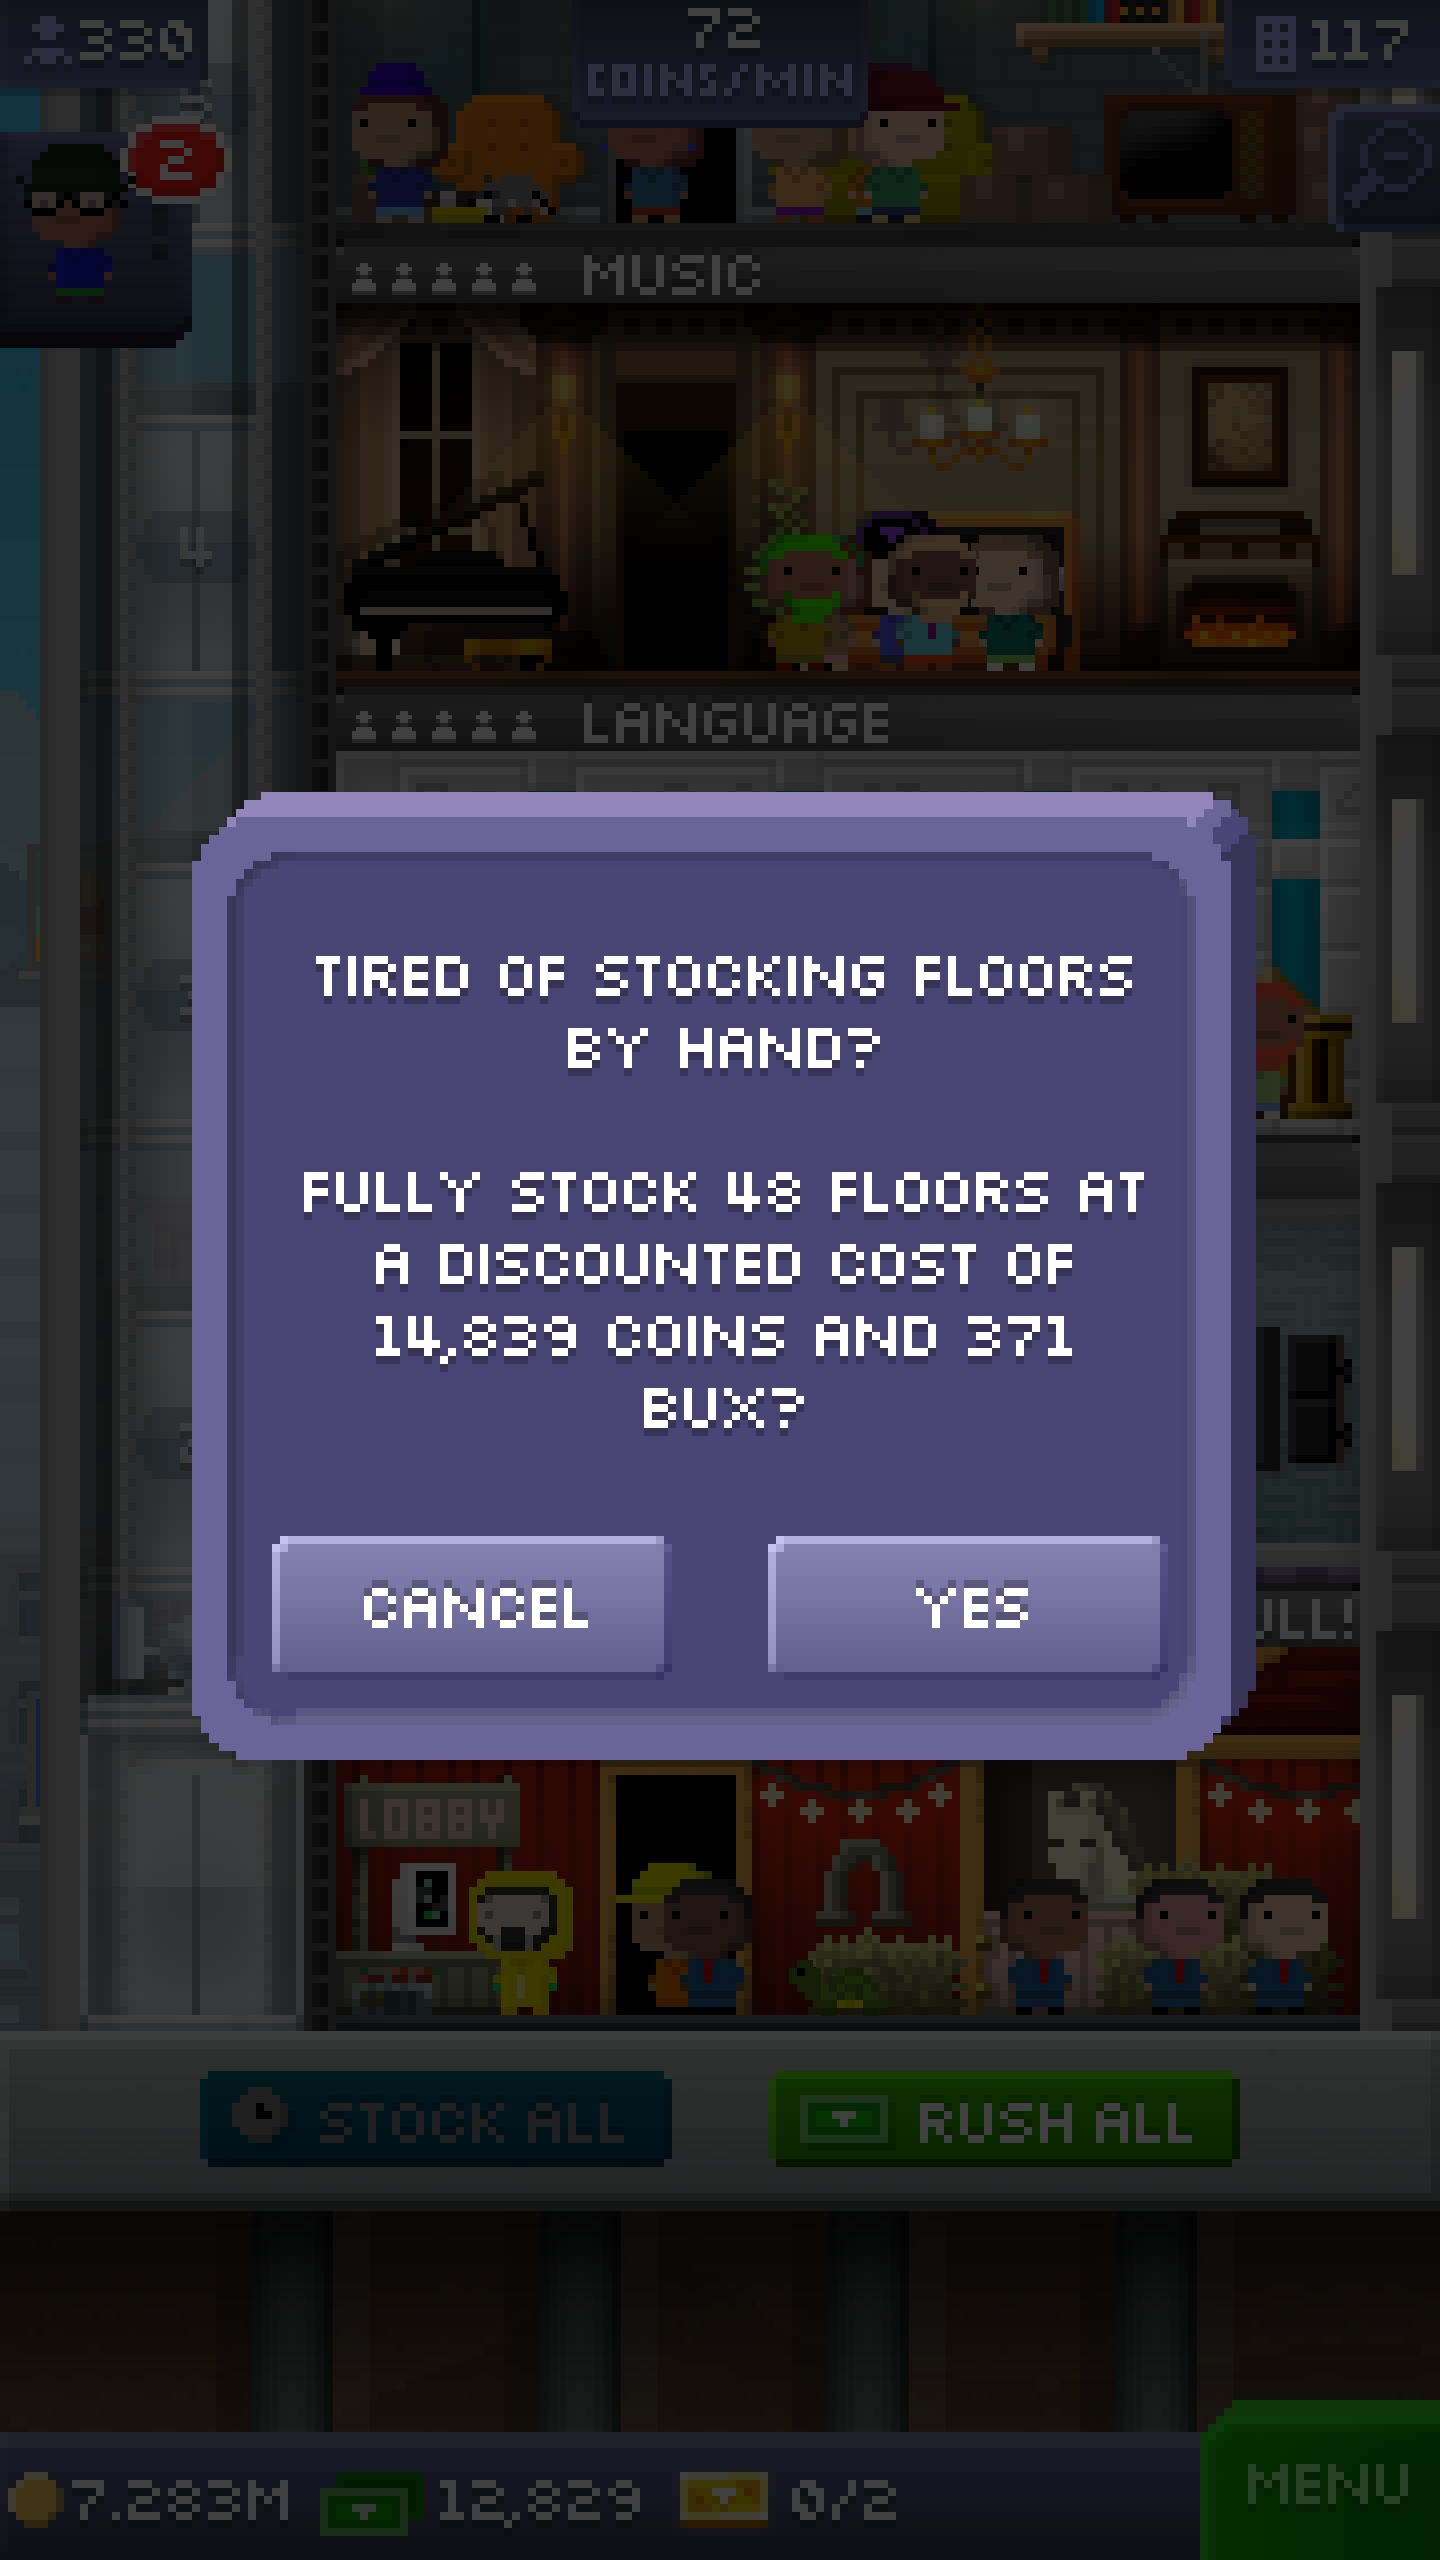 330
72
COINS/MIN
117
2
MUSIC
4
LANGUAGE
TIRED OF STOCKING FLOORS
BY HAND?
FULLY STOCK 48 FLOORS AT
A DISCOUNTED COST OF
14,839 COINS AND 371
BUX?
CANCEL
YES
LOBBY
STOCK ALL
RUSH ALL
7.283M
12,829
0/2
MENU